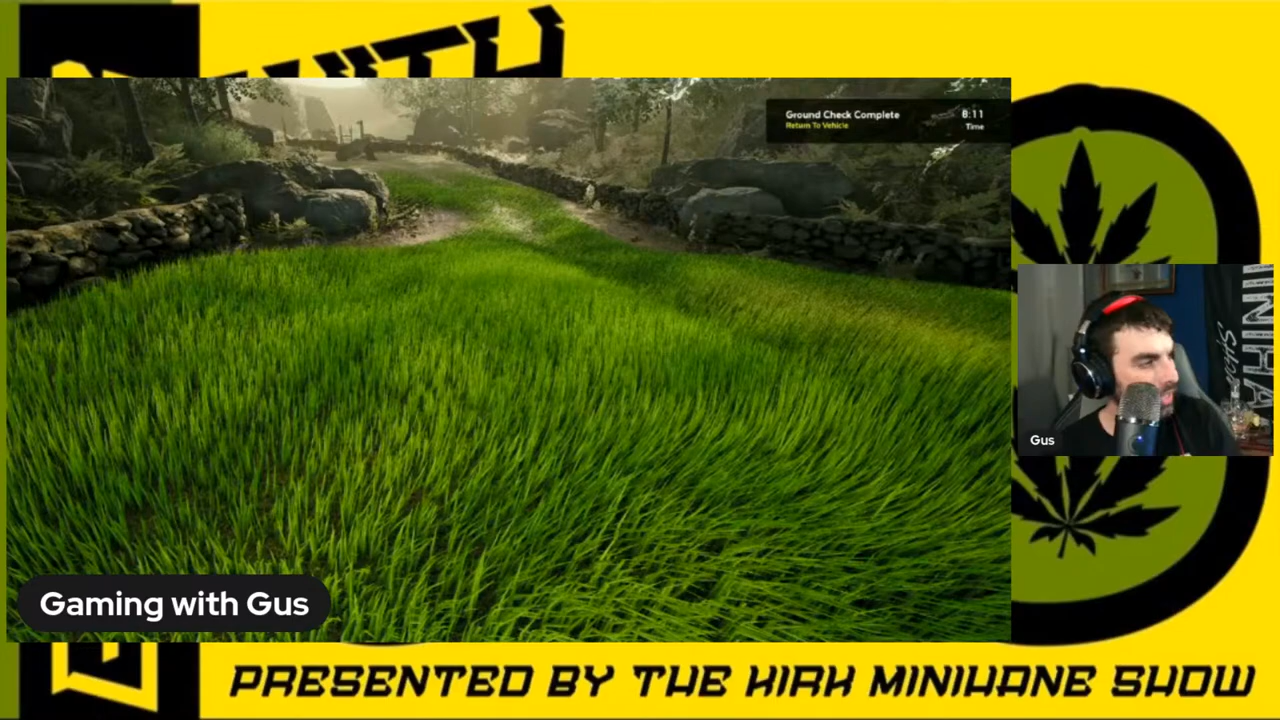 WITH
Ground Check Complete
8:11
Return To Vehicle
Time
Gus
Gaming with Gus
PRESENTED BY THE KIRK MINIHANE SHOW